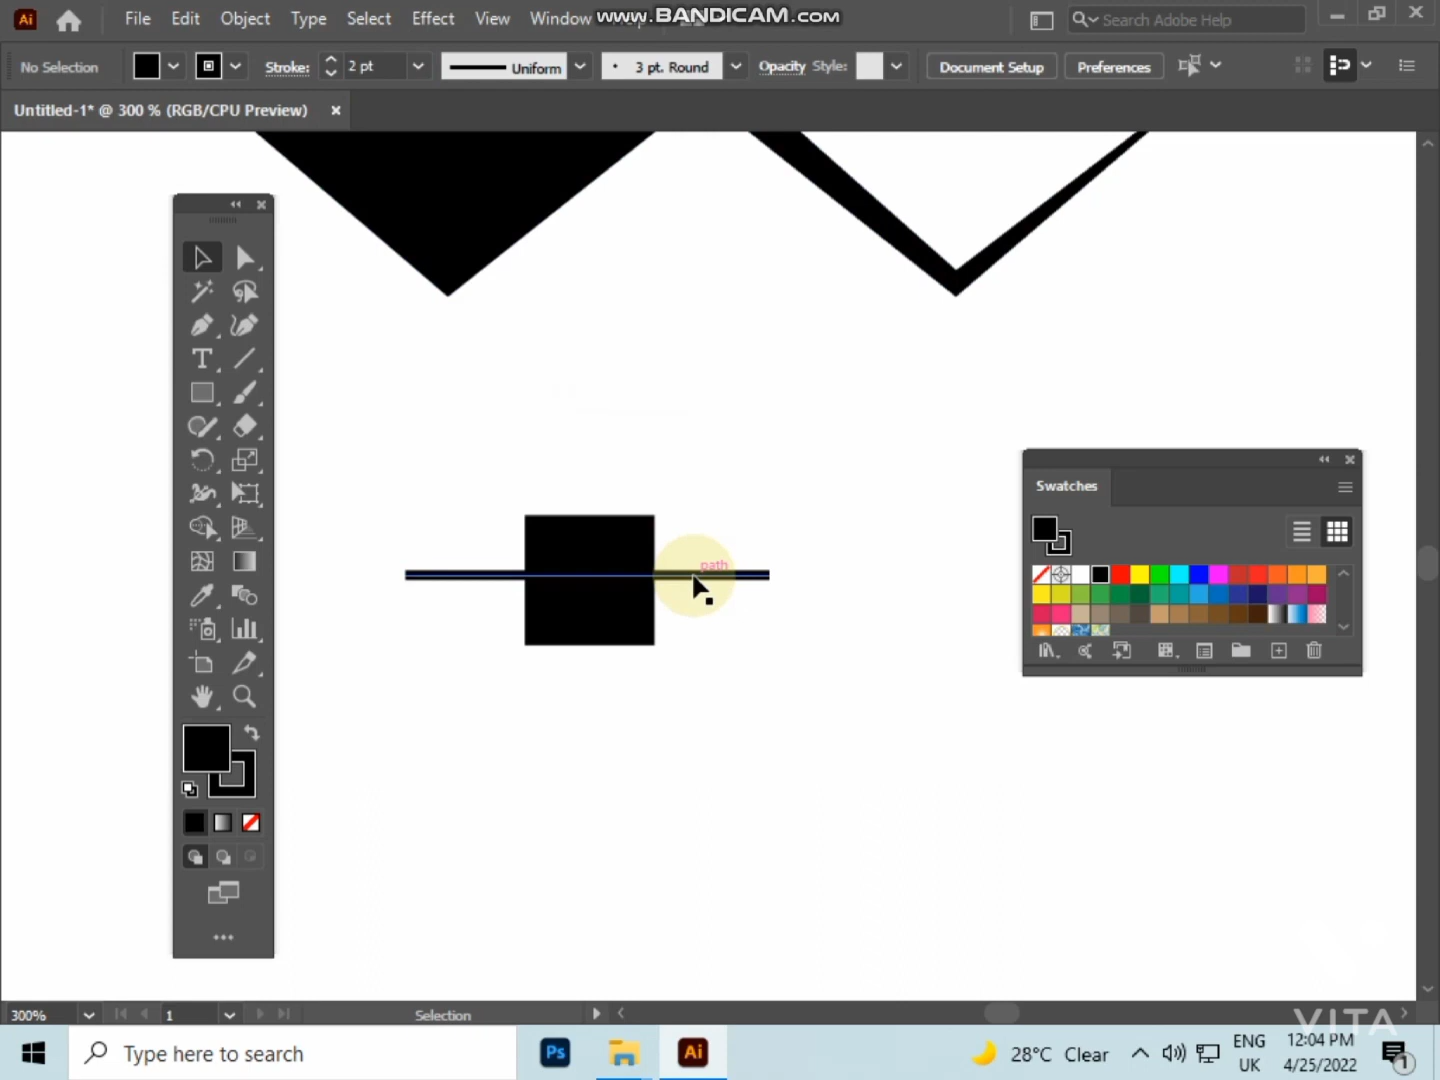 Ai File Edit Object Type Select Effect View Window www.BANDICAM.com Search Adobe Help
No Selection Stroke: 2 pt Uniform 3 pt. Round Opacity Style: Document Setup Preferences
Untitled-1* @ 300 % (RGB/CPU Preview)
Swatches
path
T
300% 1 Selection
VITA
Type here to search Ps Ai 28°C Clear ENG 12:04 PM
UK 4/25/2022 1